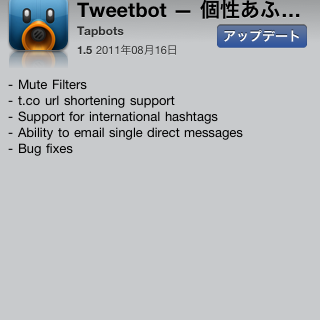 Tweetbot — 個性あふ…
Tapbots
アップデート
1.5 2011年08月16日
- Mute Filters
- t.co url shortening support
- Support for international hashtags
- Ability to email single direct messages
- Bug fixes